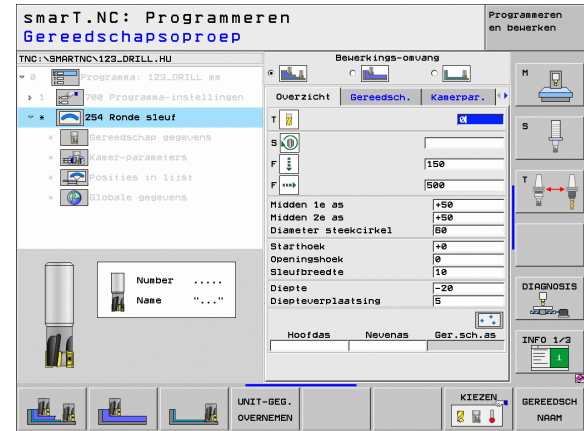 smarT.NC: Programmeren
Gereedschapsoproep
Programmeren
en bewerken
TNC:\SMARTNC\123_DRILL.HU
0 Programma: 123_DRILL mm
1 700 Programma-instellingen
* 254 Ronde sleuf
* Gereedschap gegevens
* Kamer-parameters
* Posities in lijst
* Globale gegevens
Number .....
Name "..."
Bewerkings-omvang
Overzicht Gereedsch. Kamerpar.
T 0
S
F 150
F 500
Midden 1e as +50
Midden 2e as +50
Diameter steekcirkel 60
Starthoek +0
Openingshoek 0
Sleufbreedte 10
Diepte -20
Diepteverplaatsing 5
Hoofdas Nevenas Ger.sch.as
M
S
T
DIAGNOSIS
INFO 1/3
UNIT-GEG.
OVERNEMEN
KIEZEN
GEREEDSCH
NAAM